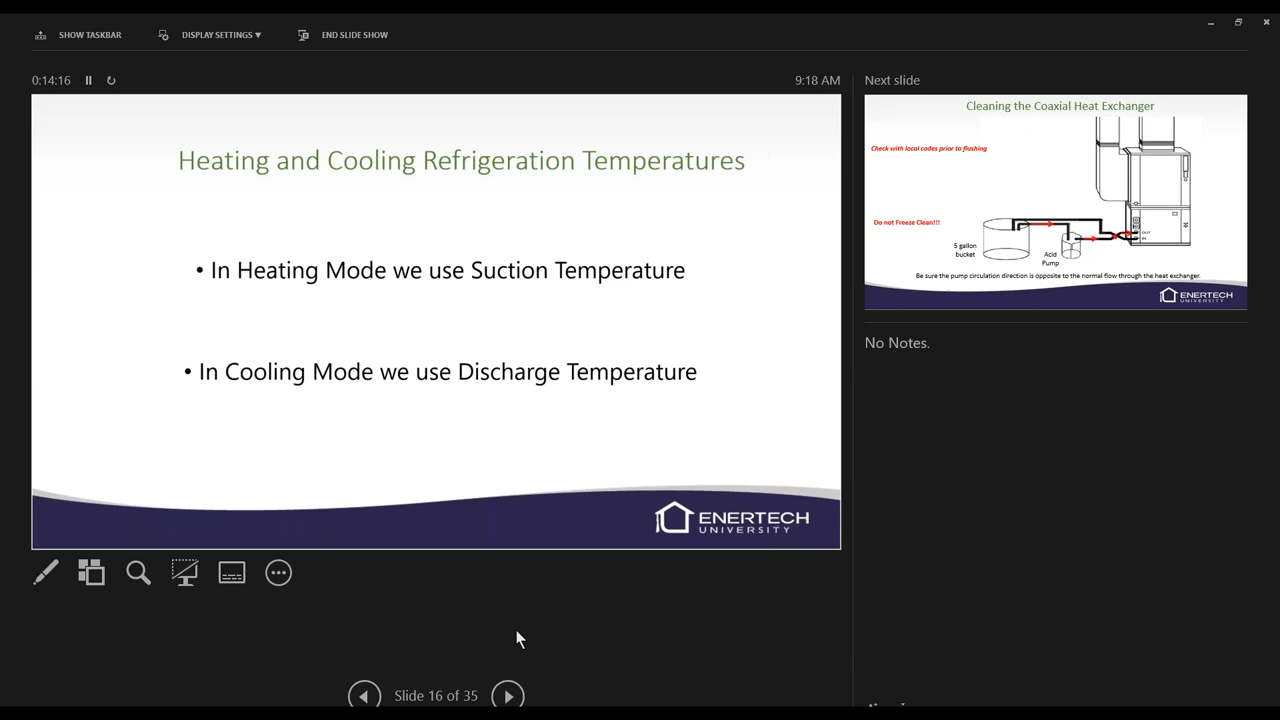 SHOW TASKBAR
DISPLAY SETTINGS ▼
END SLIDE SHOW
0:14:16
9:18 AM
Heating and Cooling Refrigeration Temperatures
• In Heating Mode we use Suction Temperature
• In Cooling Mode we use Discharge Temperature
ENERTECH
UNIVERSITY
Slide 16 of 35
Next slide
Cleaning the Coaxial Heat Exchanger
Check with local codes prior to flushing
Do not Freeze Clean!!!
5 gallon
bucket
Acid
Pump
OUT
IN
Be sure the pump circulation direction is opposite to the normal flow through the heat exchanger.
ENERTECH
UNIVERSITY
No Notes.